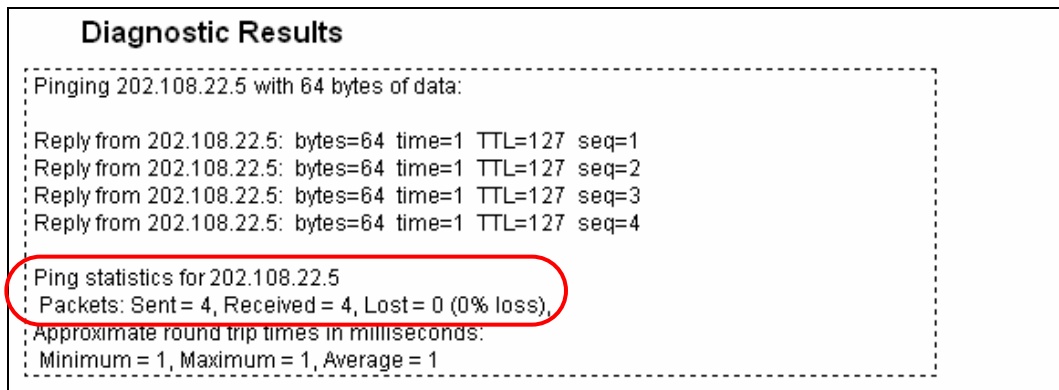 Diagnostic Results
Pinging 202.108.22.5 with 64 bytes of data:
Reply from 202.108.22.5: bytes=64 time=1 TTL=127 seq=1
Reply from 202.108.22.5: bytes=64 time=1 TTL=127 seq=2
Reply from 202.108.22.5: bytes=64 time=1 TTL=127 seq=3
Reply from 202.108.22.5: bytes=64 time=1 TTL=127 seq=4
Ping statistics for 202.108.22.5
Packets: Sent = 4, Received = 4, Lost = 0 (0% loss),
Approximate round trip times in milliseconds:
Minimum = 1, Maximum = 1, Average = 1